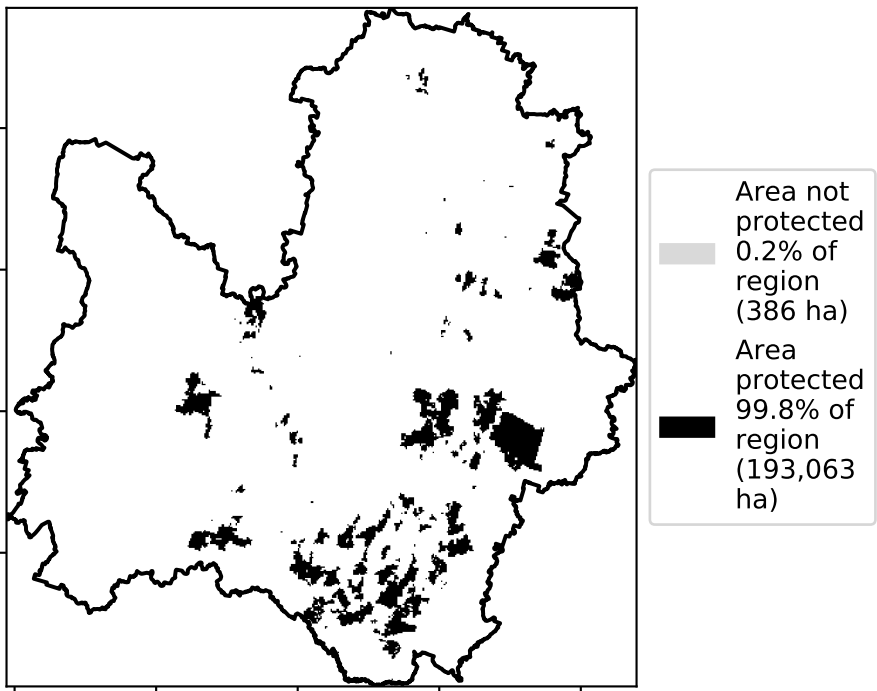 Area not
protected
0.2% of
region
(386 ha)
Area
protected
99.8% of
region
(193,063
ha)